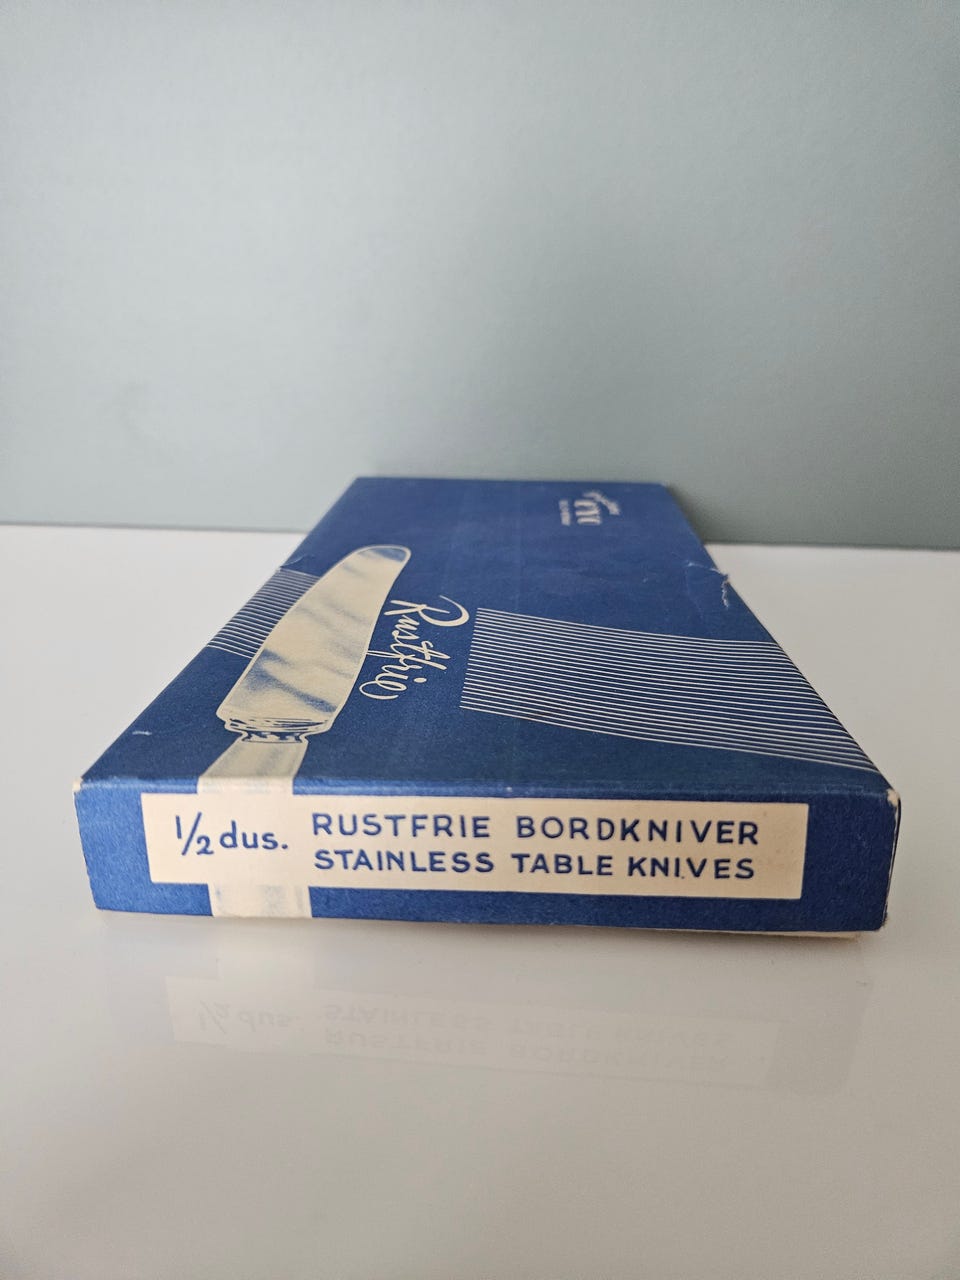 Rustfrie
1/2 dus.
RUSTFRIE BORDKNIVER
STAINLESS TABLE KNIVES